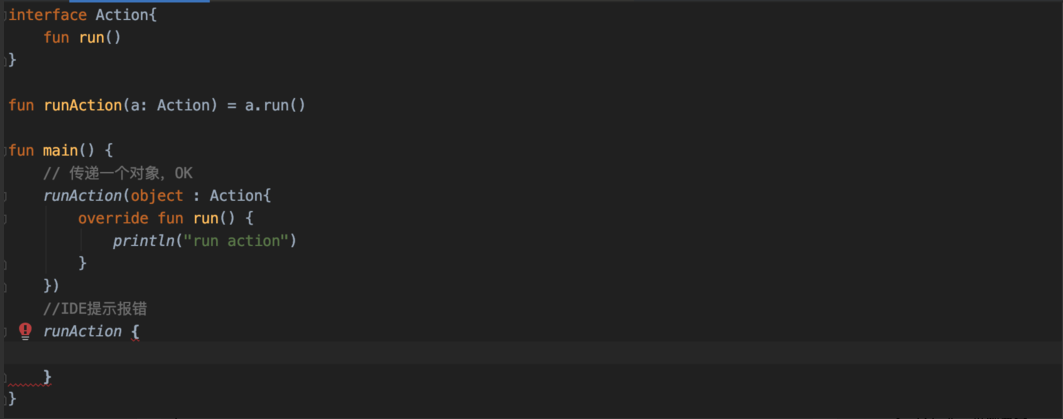 interface Action{
    fun run()
}
fun runAction(a: Action) = a.run()
fun main() {
    // 传递一个对象，OK
    runAction(object : Action{
        override fun run() {
            println("run action")
        }
    })
    //IDE提示报错
    runAction {
    }
}